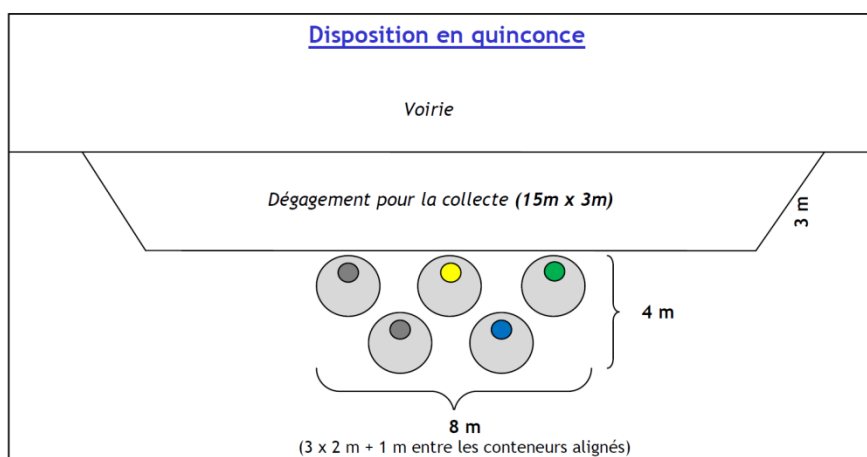 Disposition en quinconce
Voirie
Dégagement pour la collecte (15m x 3m)
3 m
4 m
8 m
(3 x 2 m + 1 m entre les conteneurs alignés)